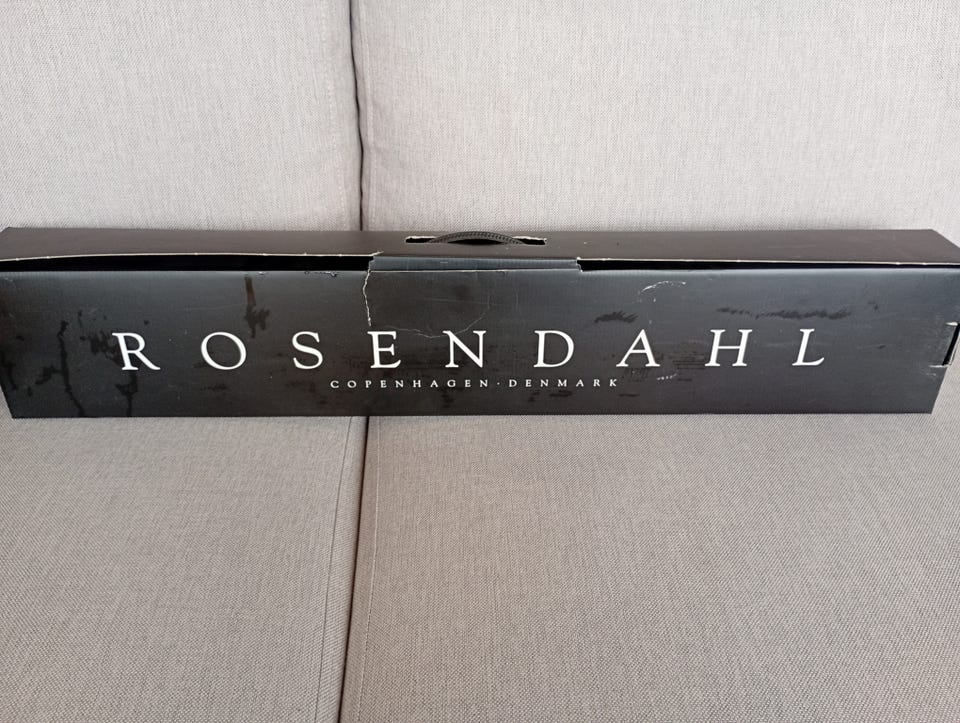 ROSENDAHL
COPENHAGEN · DENMARK